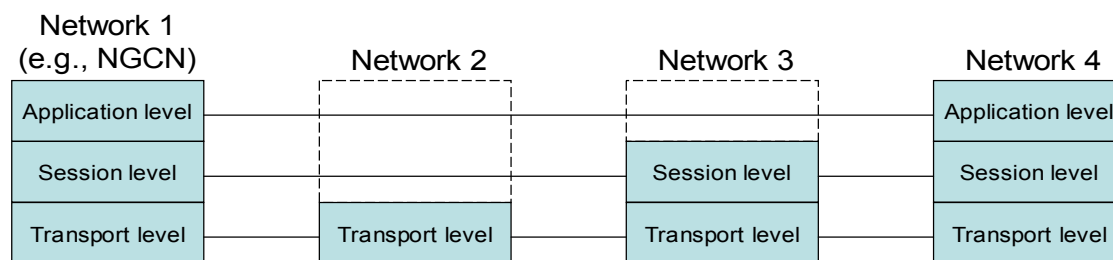 Network 1
(e.g., NGCN)
Network 2
Network 3
Network 4
Application level
Application level
Session level
Session level
Session level
Transport level
Transport level
Transport level
Transport level